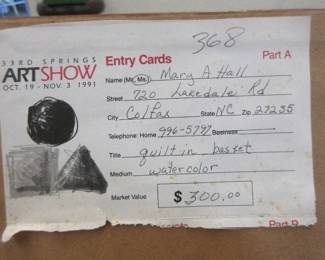 368
33RD SPRINGS
ART SHOW
OCT. 19 - NOV. 3 1991
Entry Cards Part A
Name (Mr. Ms.) Mary A Hall
Street 720 Lakedale Rd
City Colfax State NC Zip 27235
Telephone: Home 996-5797 Business
Title quilt in basket
Medium watercolor
Market Value $300.00
Part B